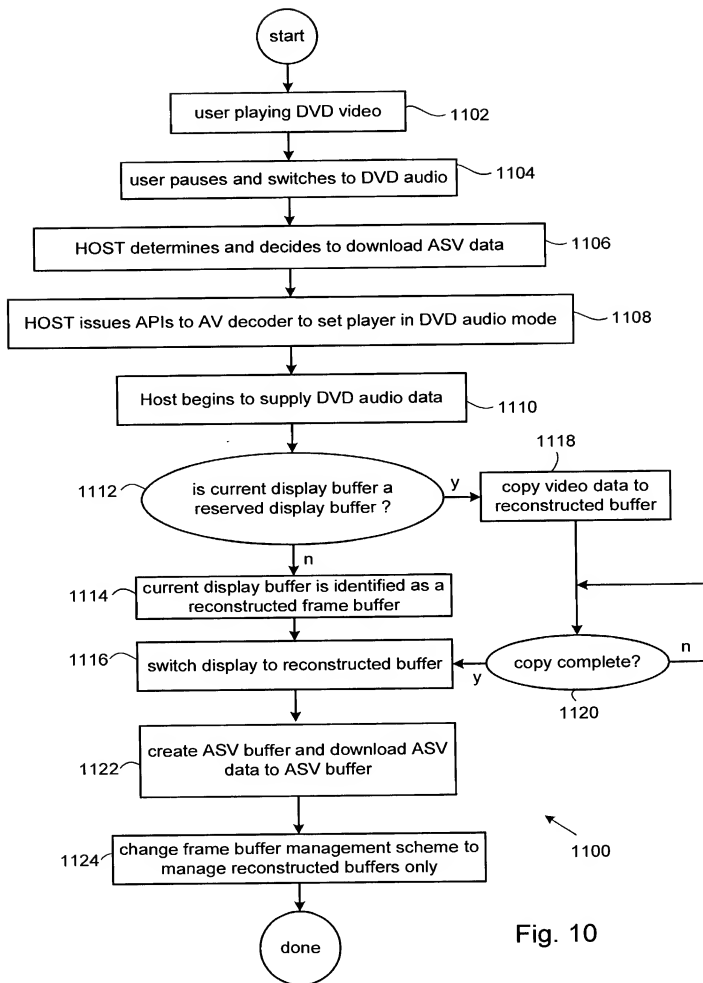 start
user playing DVD video
1102
user pauses and switches to DVD audio
1104
HOST determines and decides to download ASV data
1106
HOST issues APIs to AV decoder to set player in DVD audio mode
1108
Host begins to supply DVD audio data
1110
1112
is current display buffer a
reserved display buffer ?
y
n
1118
copy video data to
reconstructed buffer
1114
current display buffer is identified as a
reconstructed frame buffer
1116
switch display to reconstructed buffer
y
copy complete?
n
1120
1122
create ASV buffer and download ASV
data to ASV buffer
1124
change frame buffer management scheme to
manage reconstructed buffers only
1100
done
Fig. 10